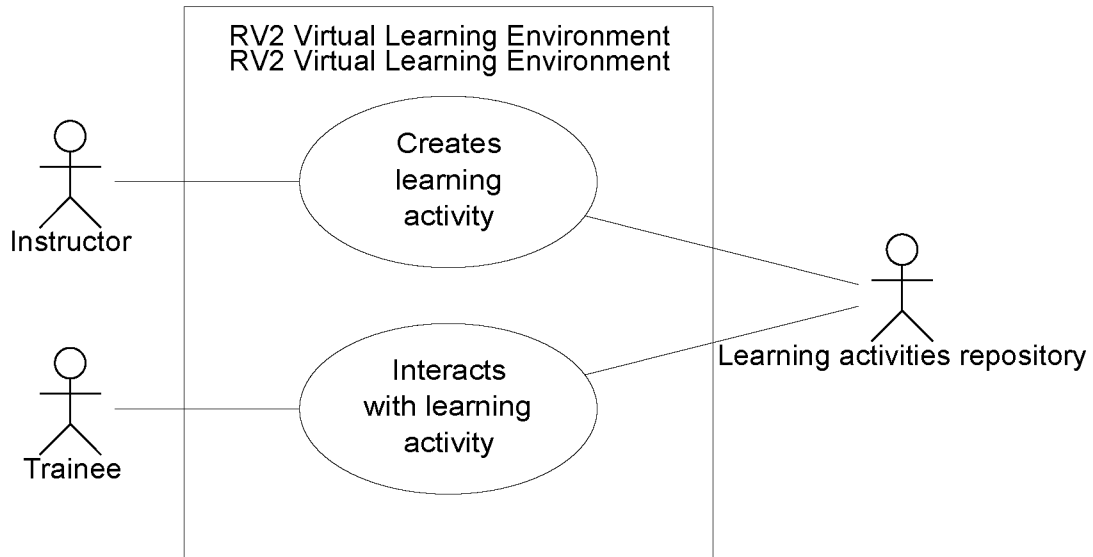 RV2 Virtual Learning Environment
RV2 Virtual Learning Environment
Creates
learning
activity
Instructor
Learning activities repository
Interacts
with learning
activity
Trainee